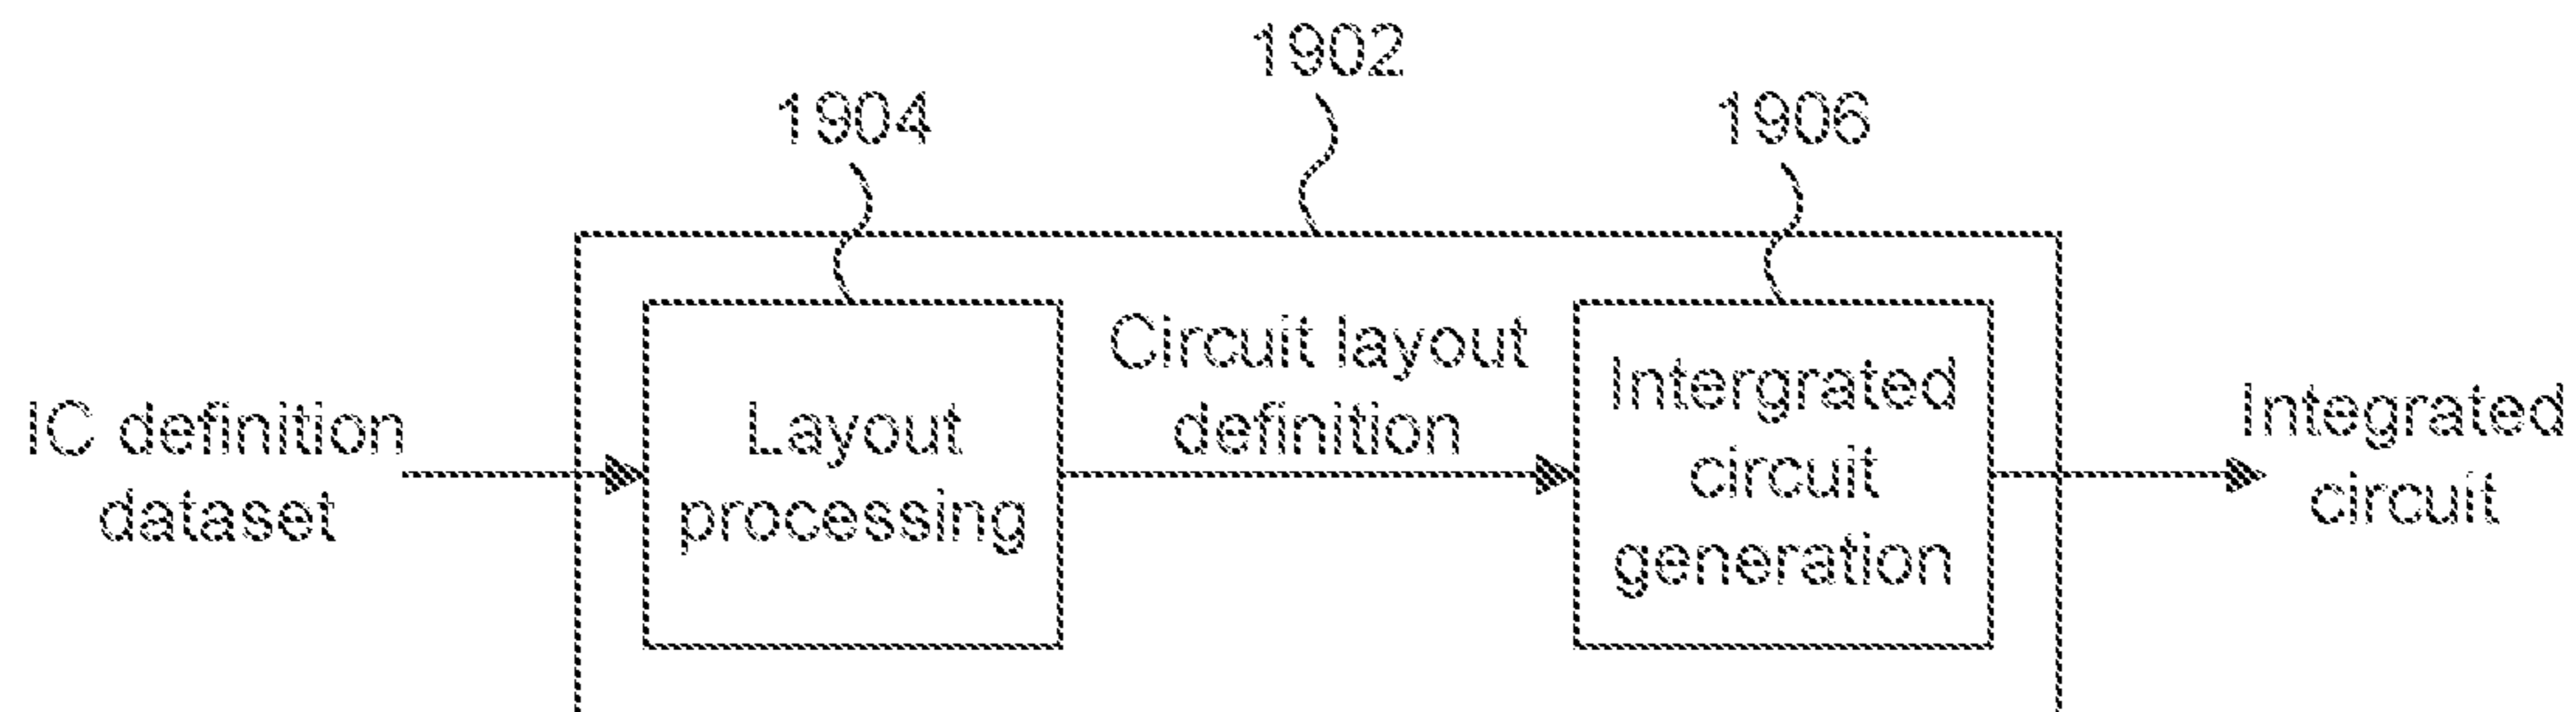 1902
1904
1906
IC definition
dataset
Layout
processing
Circuit layout
definition
Intergrated
circuit
generation
Integrated
circuit